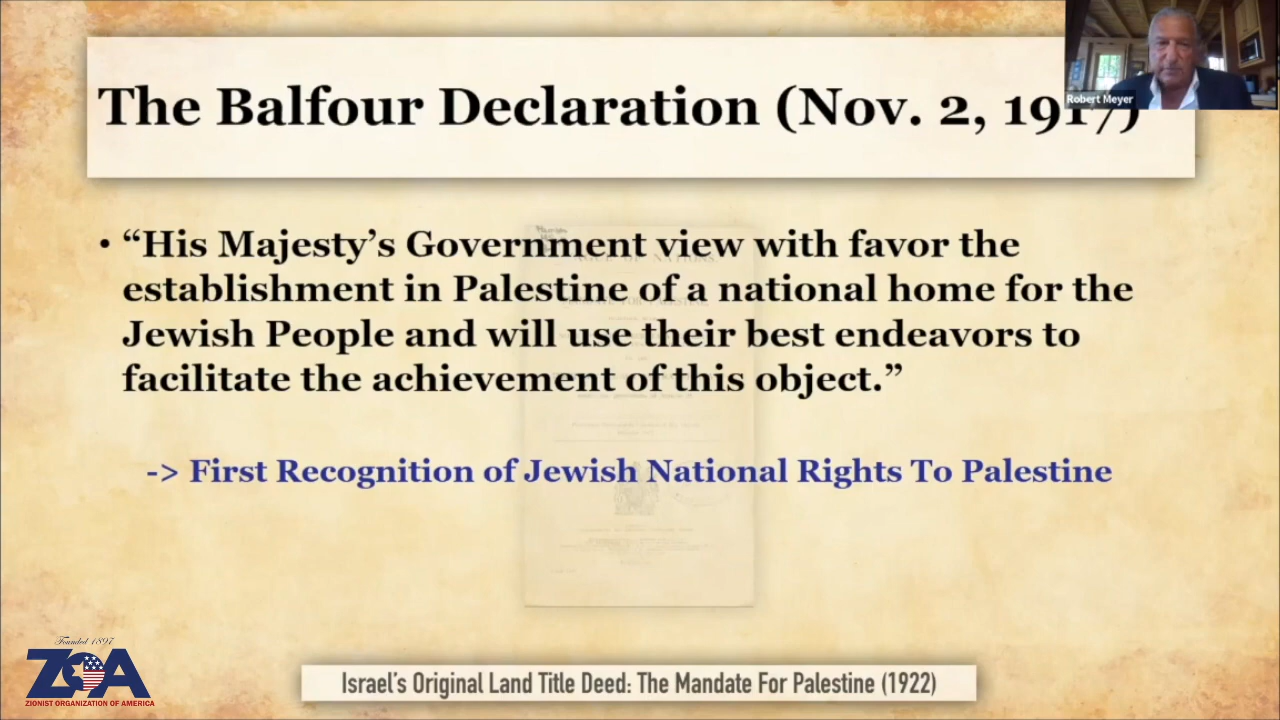 The Balfour Declaration (Nov. 2, 1917)
Robert Meyer
• “His Majesty’s Government view with favor the
establishment in Palestine of a national home for the
Jewish People and will use their best endeavors to
facilitate the achievement of this object.”
-> First Recognition of Jewish National Rights To Palestine
Founded 1897
ZOA
ZIONIST ORGANIZATION OF AMERICA
Israel’s Original Land Title Deed: The Mandate For Palestine (1922)